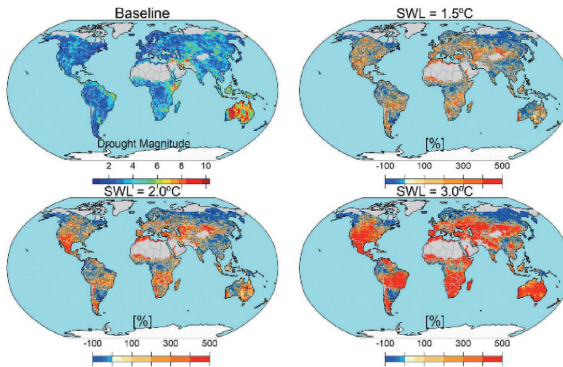 Baseline
SWL = 1.5ºC
Drought Magnitude
2 4 6 8 10
[%]
-100 100 300 500
SWL = 2.0ºC
SWL = 3.0ºC
[%]
-100 100 300 500
[%]
-100 100 300 500